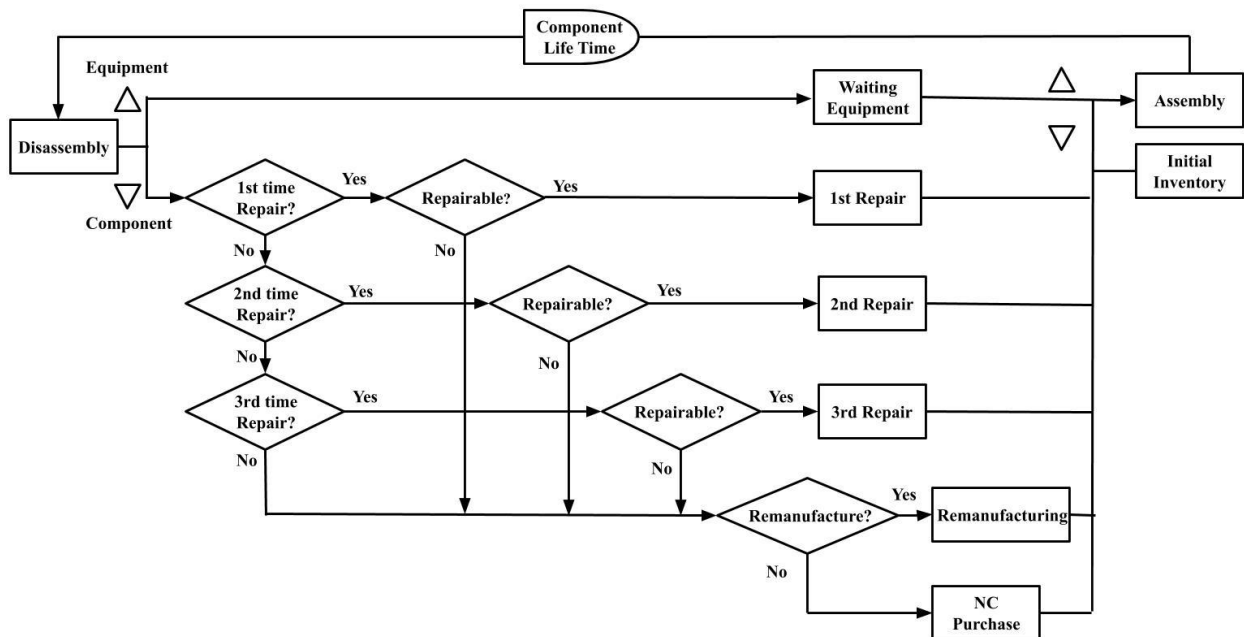 Component
Life Time
Equipment
Waiting
Equipment
Assembly
Disassembly
Initial
Inventory
Component
1st time
Repair?
Yes
Repairable?
Yes
1st Repair
No
No
2nd time
Repair?
Yes
Repairable?
Yes
2nd Repair
No
No
3rd time
Repair?
Yes
Repairable?
Yes
3rd Repair
No
No
Remanufacture?
Yes
Remanufacturing
No
NC
Purchase